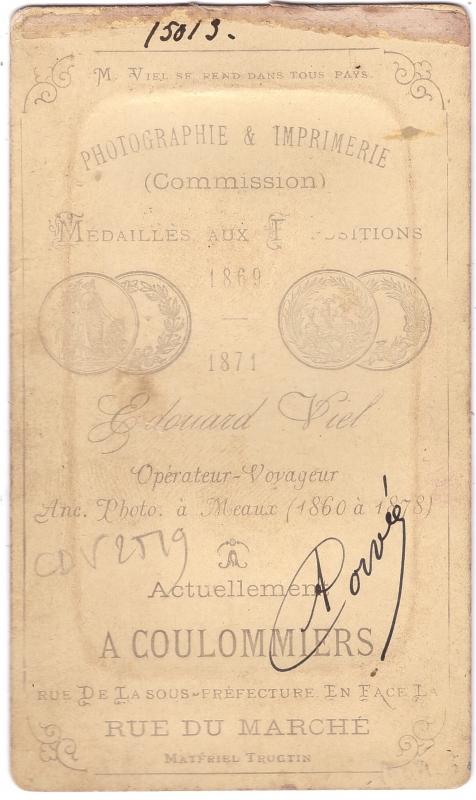 15013.
M. VIEL SE REND DANS TOUS PAYS.
PHOTOGRAPHIE & IMPRIMERIE
(Commission)
MÉDAILLÉS AUX EXPOSITIONS
1869
1871
Edouard Viel
Opérateur-Voyageur
Anc. Photo. à Meaux (1860 à 1878)
CDV2519
Actuellement
A COULOMMIERS
RUE DE LA SOUS-PRÉFECTURE. EN FACE LA
RUE DU MARCHÉ
MATÉRIEL TRUCTIN